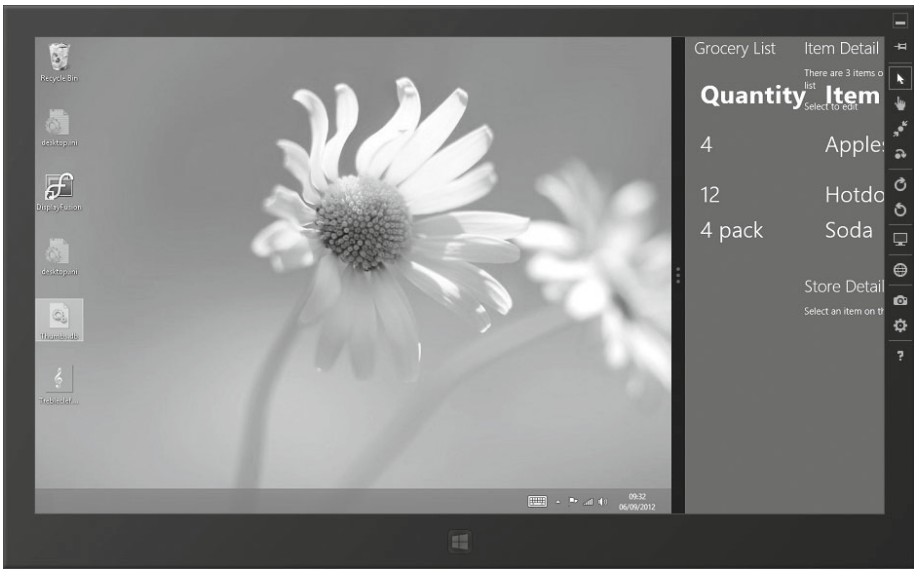 Recycle Bin
desktop.ini
DisplayFusion
desktop.ini
Thumbs.db
Trebleclef...
09:32
06/09/2012
Grocery List
Item Detail
There are 3 items o
list
Quantity Item
Select to edit
4 Apples
12 Hotdo
4 pack Soda
Store Detail
Select an item on th
?